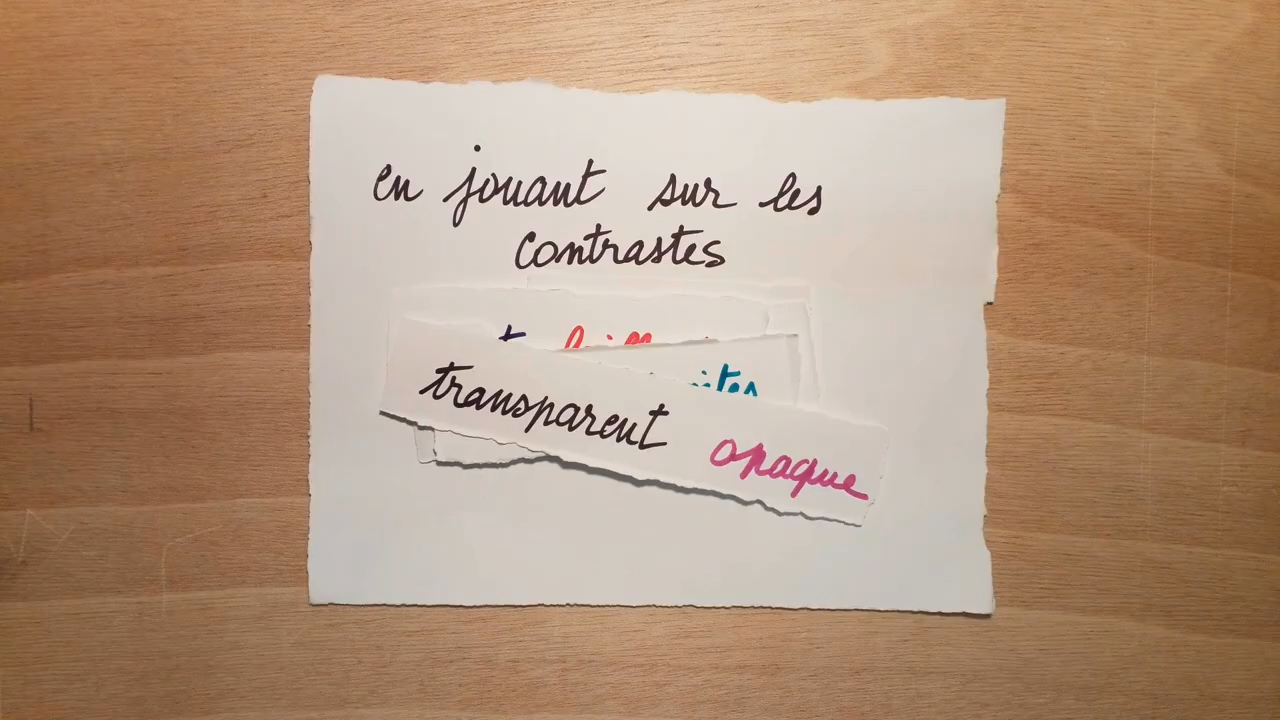 en jouant sur les
contrastes
transparent opaque